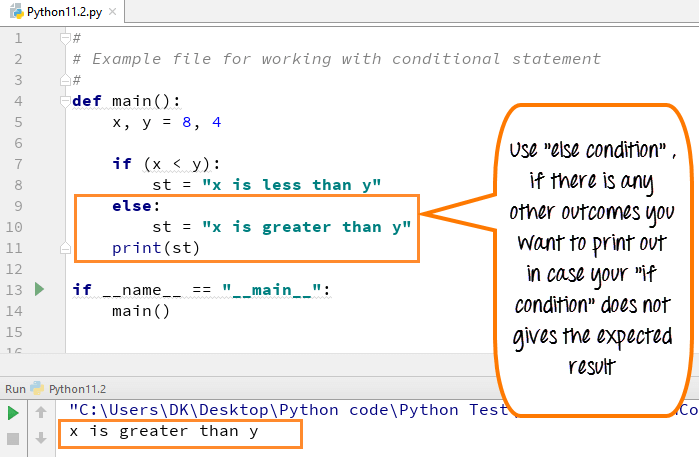 Python11.2.py
1 #
2 # Example file for working with conditional statement
3 #
4 def main():
5     x, y = 8, 4
6
7     if (x < y):
8         st = "x is less than y"
9     else:
10         st = "x is greater than y"
11     print(st)
12
13 if __name__ == "__main__":
14     main()
15
16
Use "else condition" ,
if there is any
other outcomes you
want to print out
in case your "if
condition" does not
gives the expected
result
Run Python11.2
"C:\Users\DK\Desktop\Python code\Python Test
x is greater than y